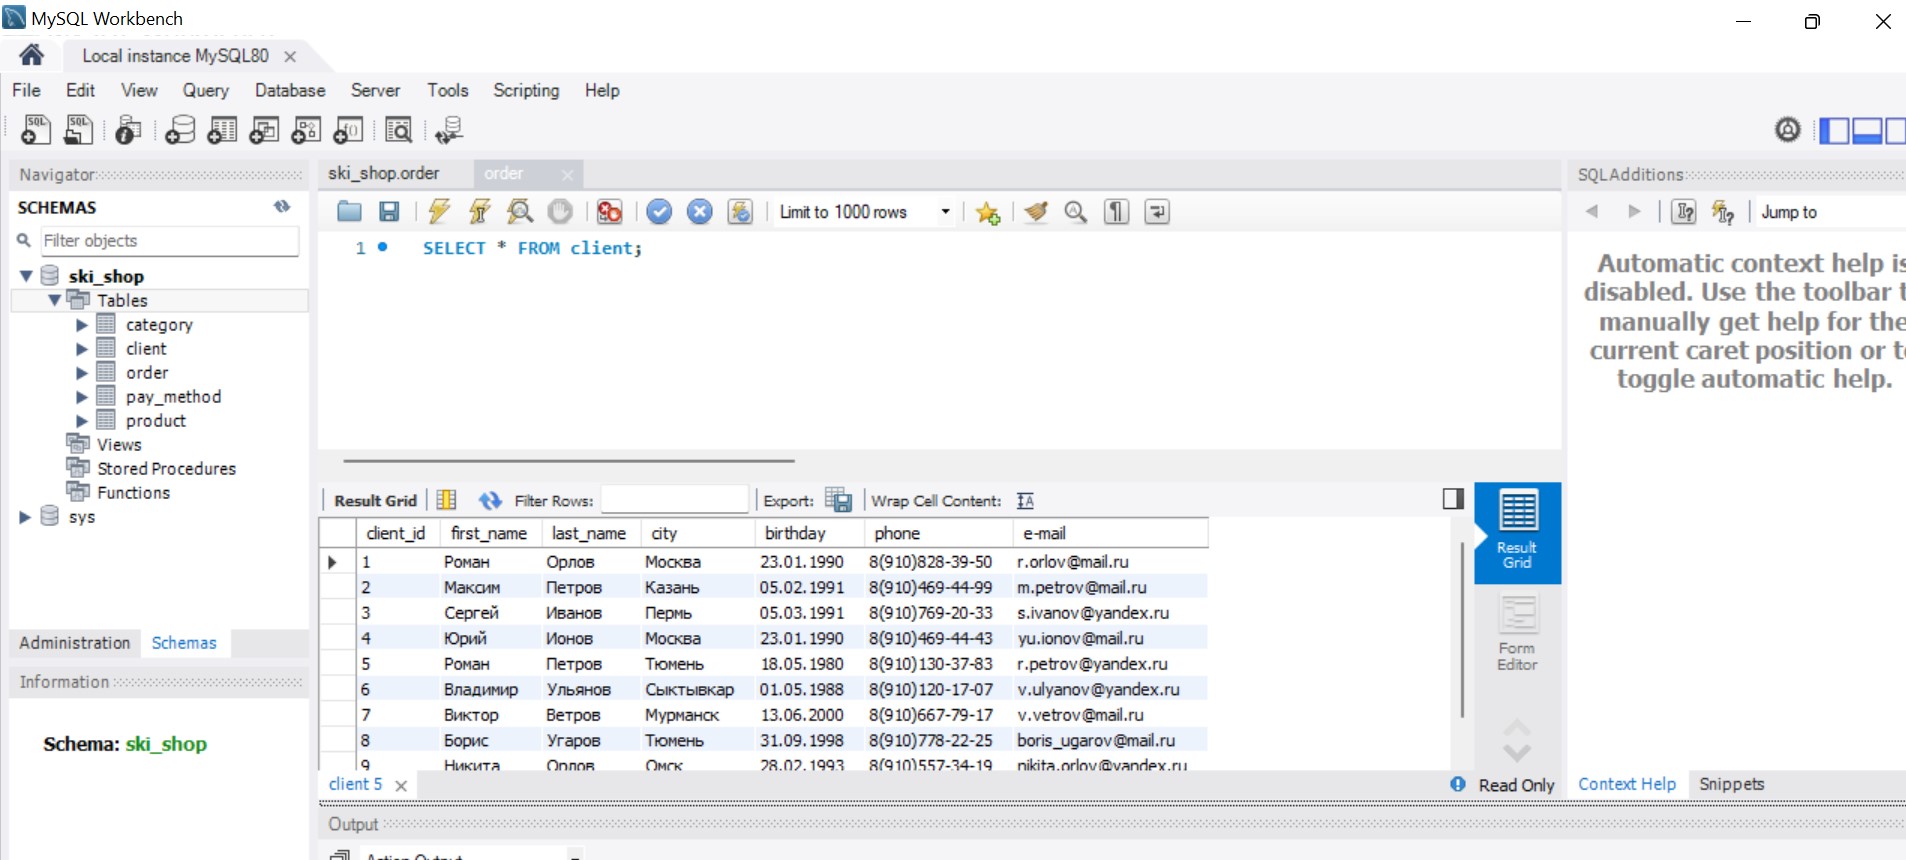 MySQL Workbench
Local instance MySQL80
File Edit View Query Database Server Tools Scripting Help
Navigator
SCHEMAS
Filter objects
ski_shop
Tables
category
client
order
pay_method
product
Views
Stored Procedures
Functions
sys
Administration Schemas
Information
Schema: ski_shop
ski_shop.order order
Limit to 1000 rows
1 SELECT * FROM client;
Result Grid Filter Rows: Export: Wrap Cell Content:
client_id first_name last_name city birthday phone e-mail
1 Роман Орлов Москва 23.01.1990 8(910)828-39-50 r.orlov@mail.ru
2 Максим Петров Казань 05.02.1991 8(910)469-44-99 m.petrov@mail.ru
3 Сергей Иванов Пермь 05.03.1991 8(910)769-20-33 s.ivanov@yandex.ru
4 Юрий Ионов Москва 23.01.1990 8(910)469-44-43 yu.ionov@mail.ru
5 Роман Петров Тюмень 18.05.1980 8(910)130-37-83 r.petrov@yandex.ru
6 Владимир Ульянов Сыктывкар 01.05.1988 8(910)120-17-07 v.ulyanov@yandex.ru
7 Виктор Ветров Мурманск 13.06.2000 8(910)667-79-17 v.vetrov@mail.ru
8 Борис Угаров Тюмень 31.09.1998 8(910)778-22-25 boris_ugarov@mail.ru
9 Никита Орлов Омск 28.02.1993 8(910)557-34-19 nikita.orlov@yandex.ru
Result
Grid
Form
Editor
client 5
Read Only
Output
Action Output
SQLAdditions
Jump to
Automatic context help is
disabled. Use the toolbar t
manually get help for the
current caret position or t
toggle automatic help.
Context Help Snippets